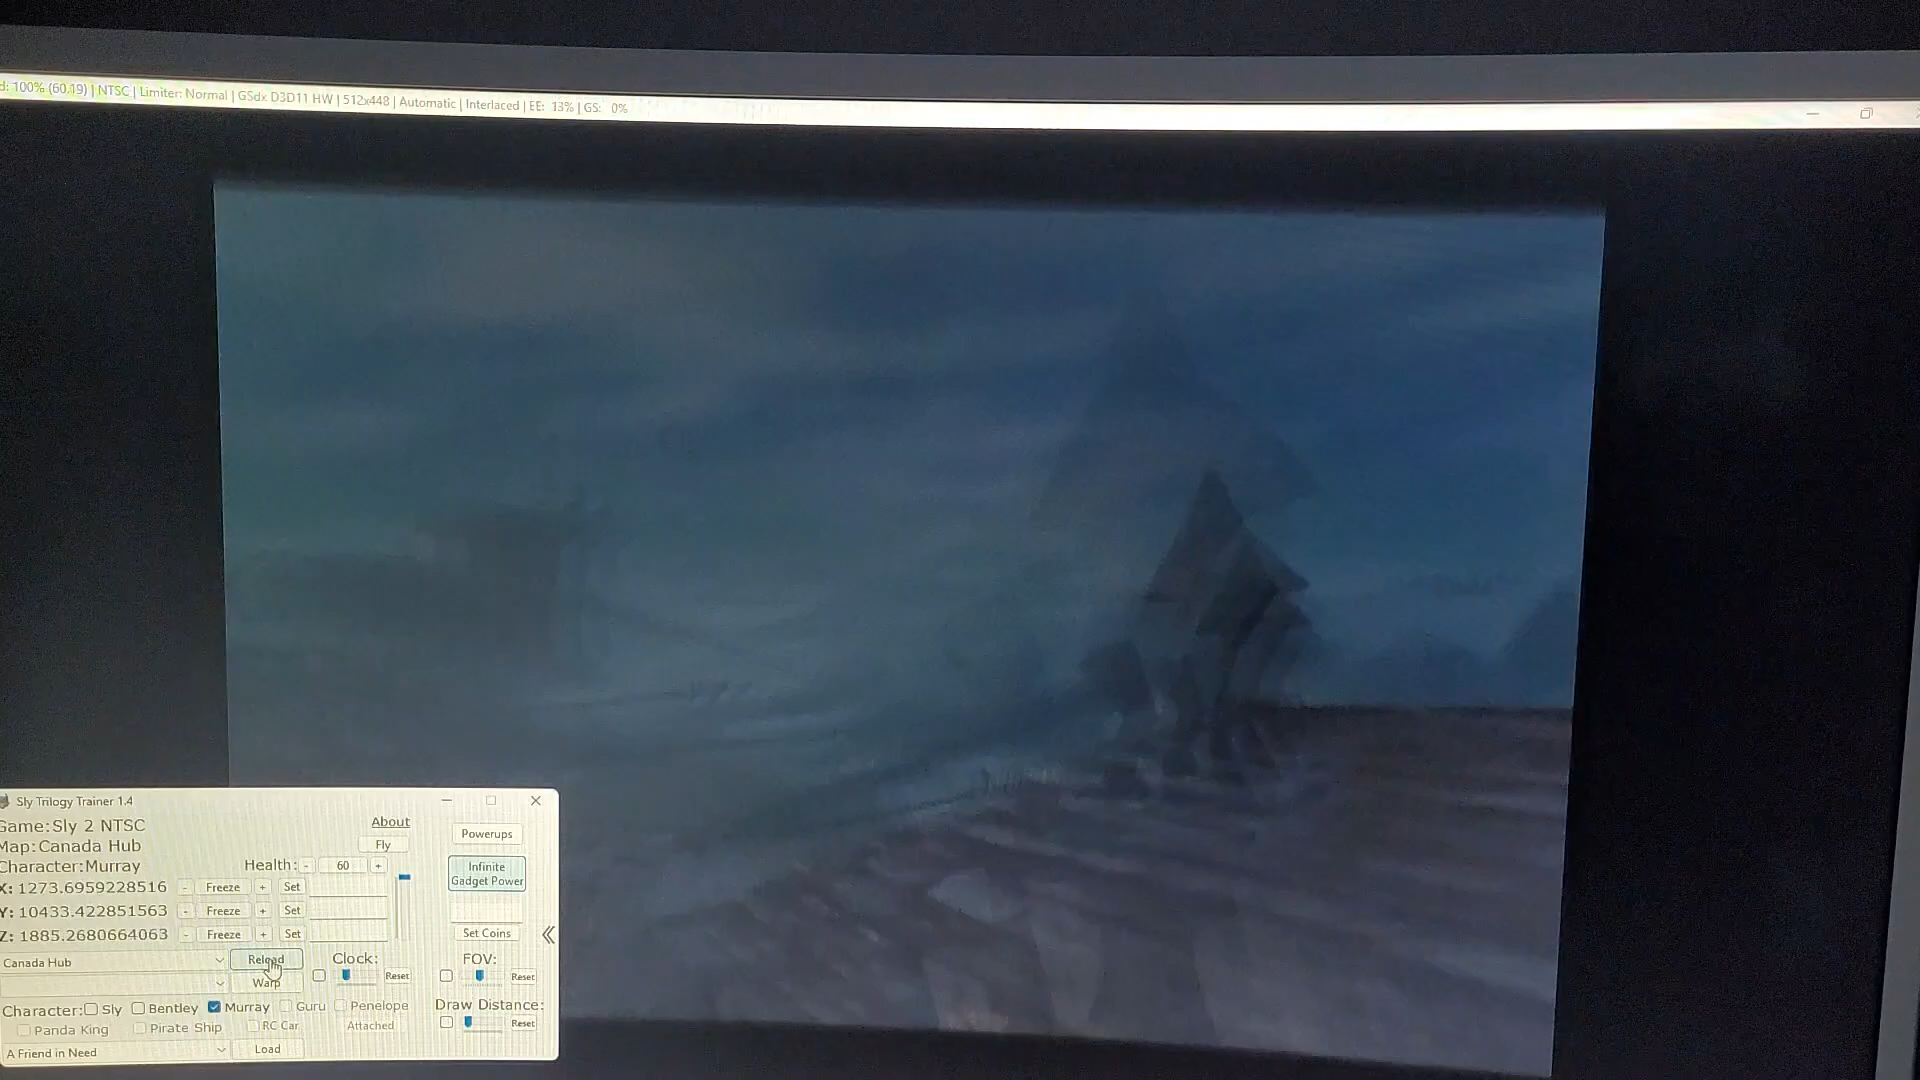 d: 100% (60.19) | NTSC | Limiter: Normal | GSdx D3D11 HW | 512x448 | Automatic | Interlaced | EE: 13% | GS: 0%
Sly Trilogy Trainer 1.4
Game:Sly 2 NTSC
About
Powerups
Map:Canada Hub
Fly
Character:Murray
Health: - 60 +
Infinite
Gadget Power
X: 1273.6959228516 - Freeze + Set
Y: 10433.422851563 - Freeze + Set
Z: 1885.2680664063 - Freeze + Set
Set Coins
Canada Hub
Reload
Clock:
FOV:
Warp
Reset
Reset
Character: Sly Bentley Murray Guru Penelope
Draw Distance:
Panda King Pirate Ship RC Car Attached
Reset
A Friend in Need
Load